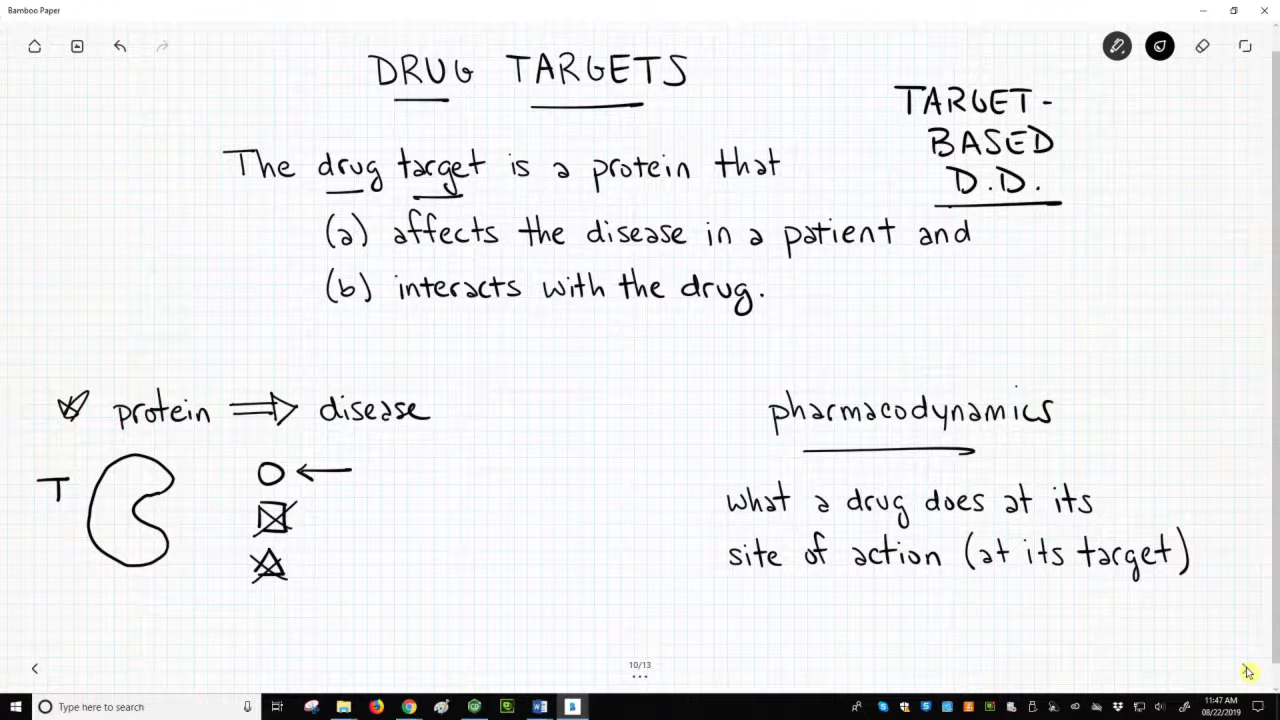 Bamboo Paper
DRUG TARGETS
TARGET-
BASED
D.D.
The drug target is a protein that
(a) affects the disease in a patient and
(b) interacts with the drug.
protein ⇒ disease
T
pharmacodynamics
what a drug does at its
site of action (at its target)
10/13
Type here to search
11:47 AM
08/22/2019